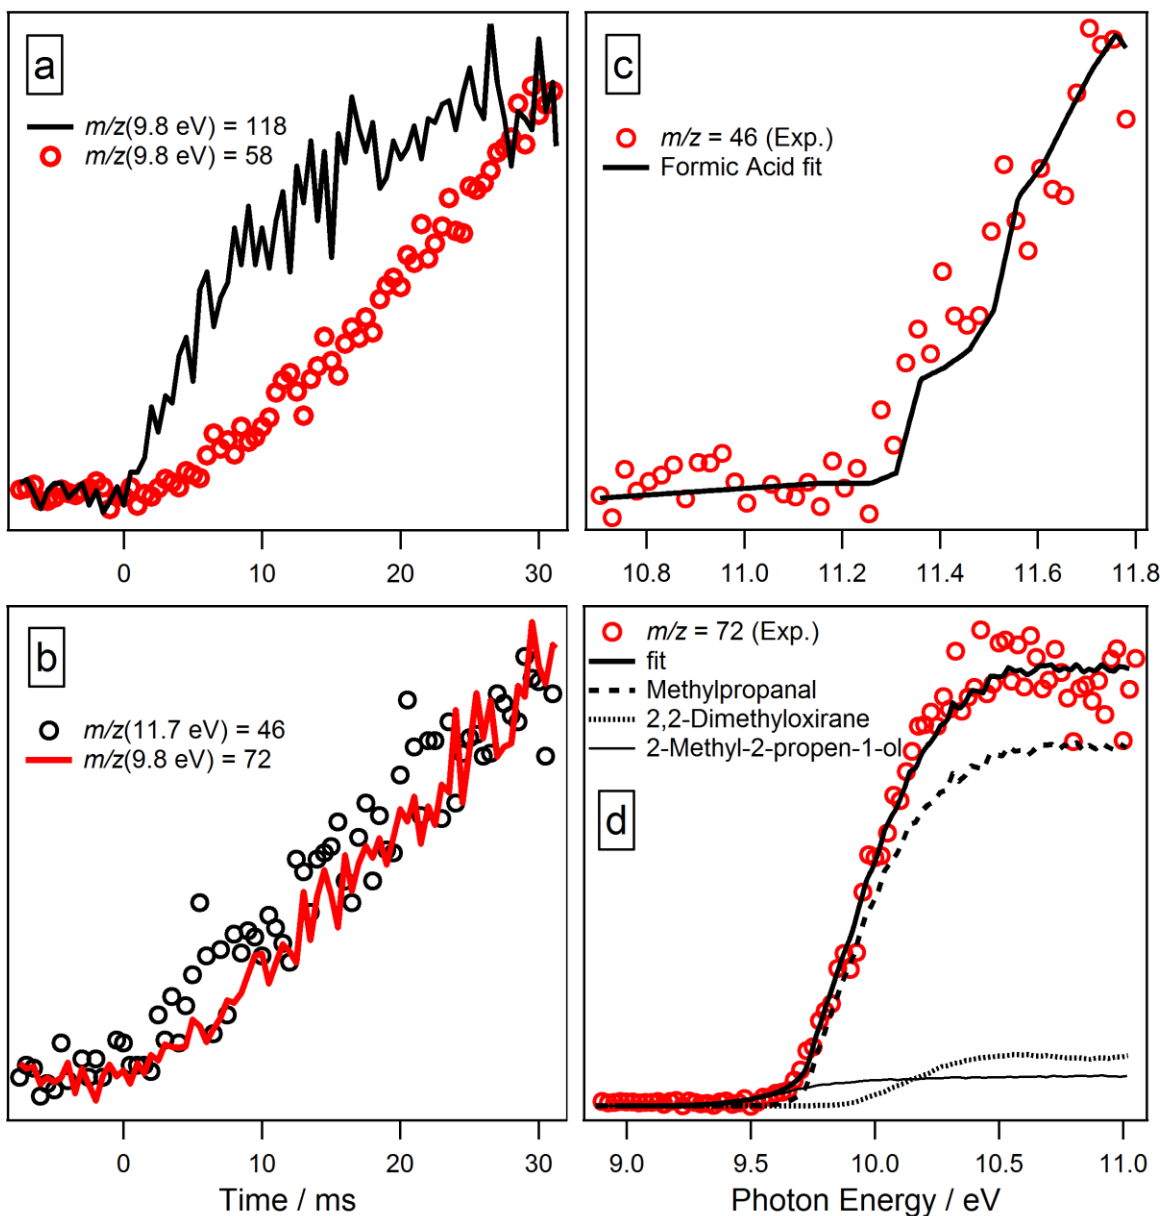 a
m/z(9.8 eV) = 118
m/z(9.8 eV) = 58
0
10
20
30
c
m/z = 46 (Exp.)
Formic Acid fit
10.8
11.0
11.2
11.4
11.6
11.8
b
m/z(11.7 eV) = 46
m/z(9.8 eV) = 72
0
10
20
30
Time / ms
m/z = 72 (Exp.)
fit
Methylpropanal
2,2-Dimethyloxirane
2-Methyl-2-propen-1-ol
d
9.0
9.5
10.0
10.5
11.0
Photon Energy / eV